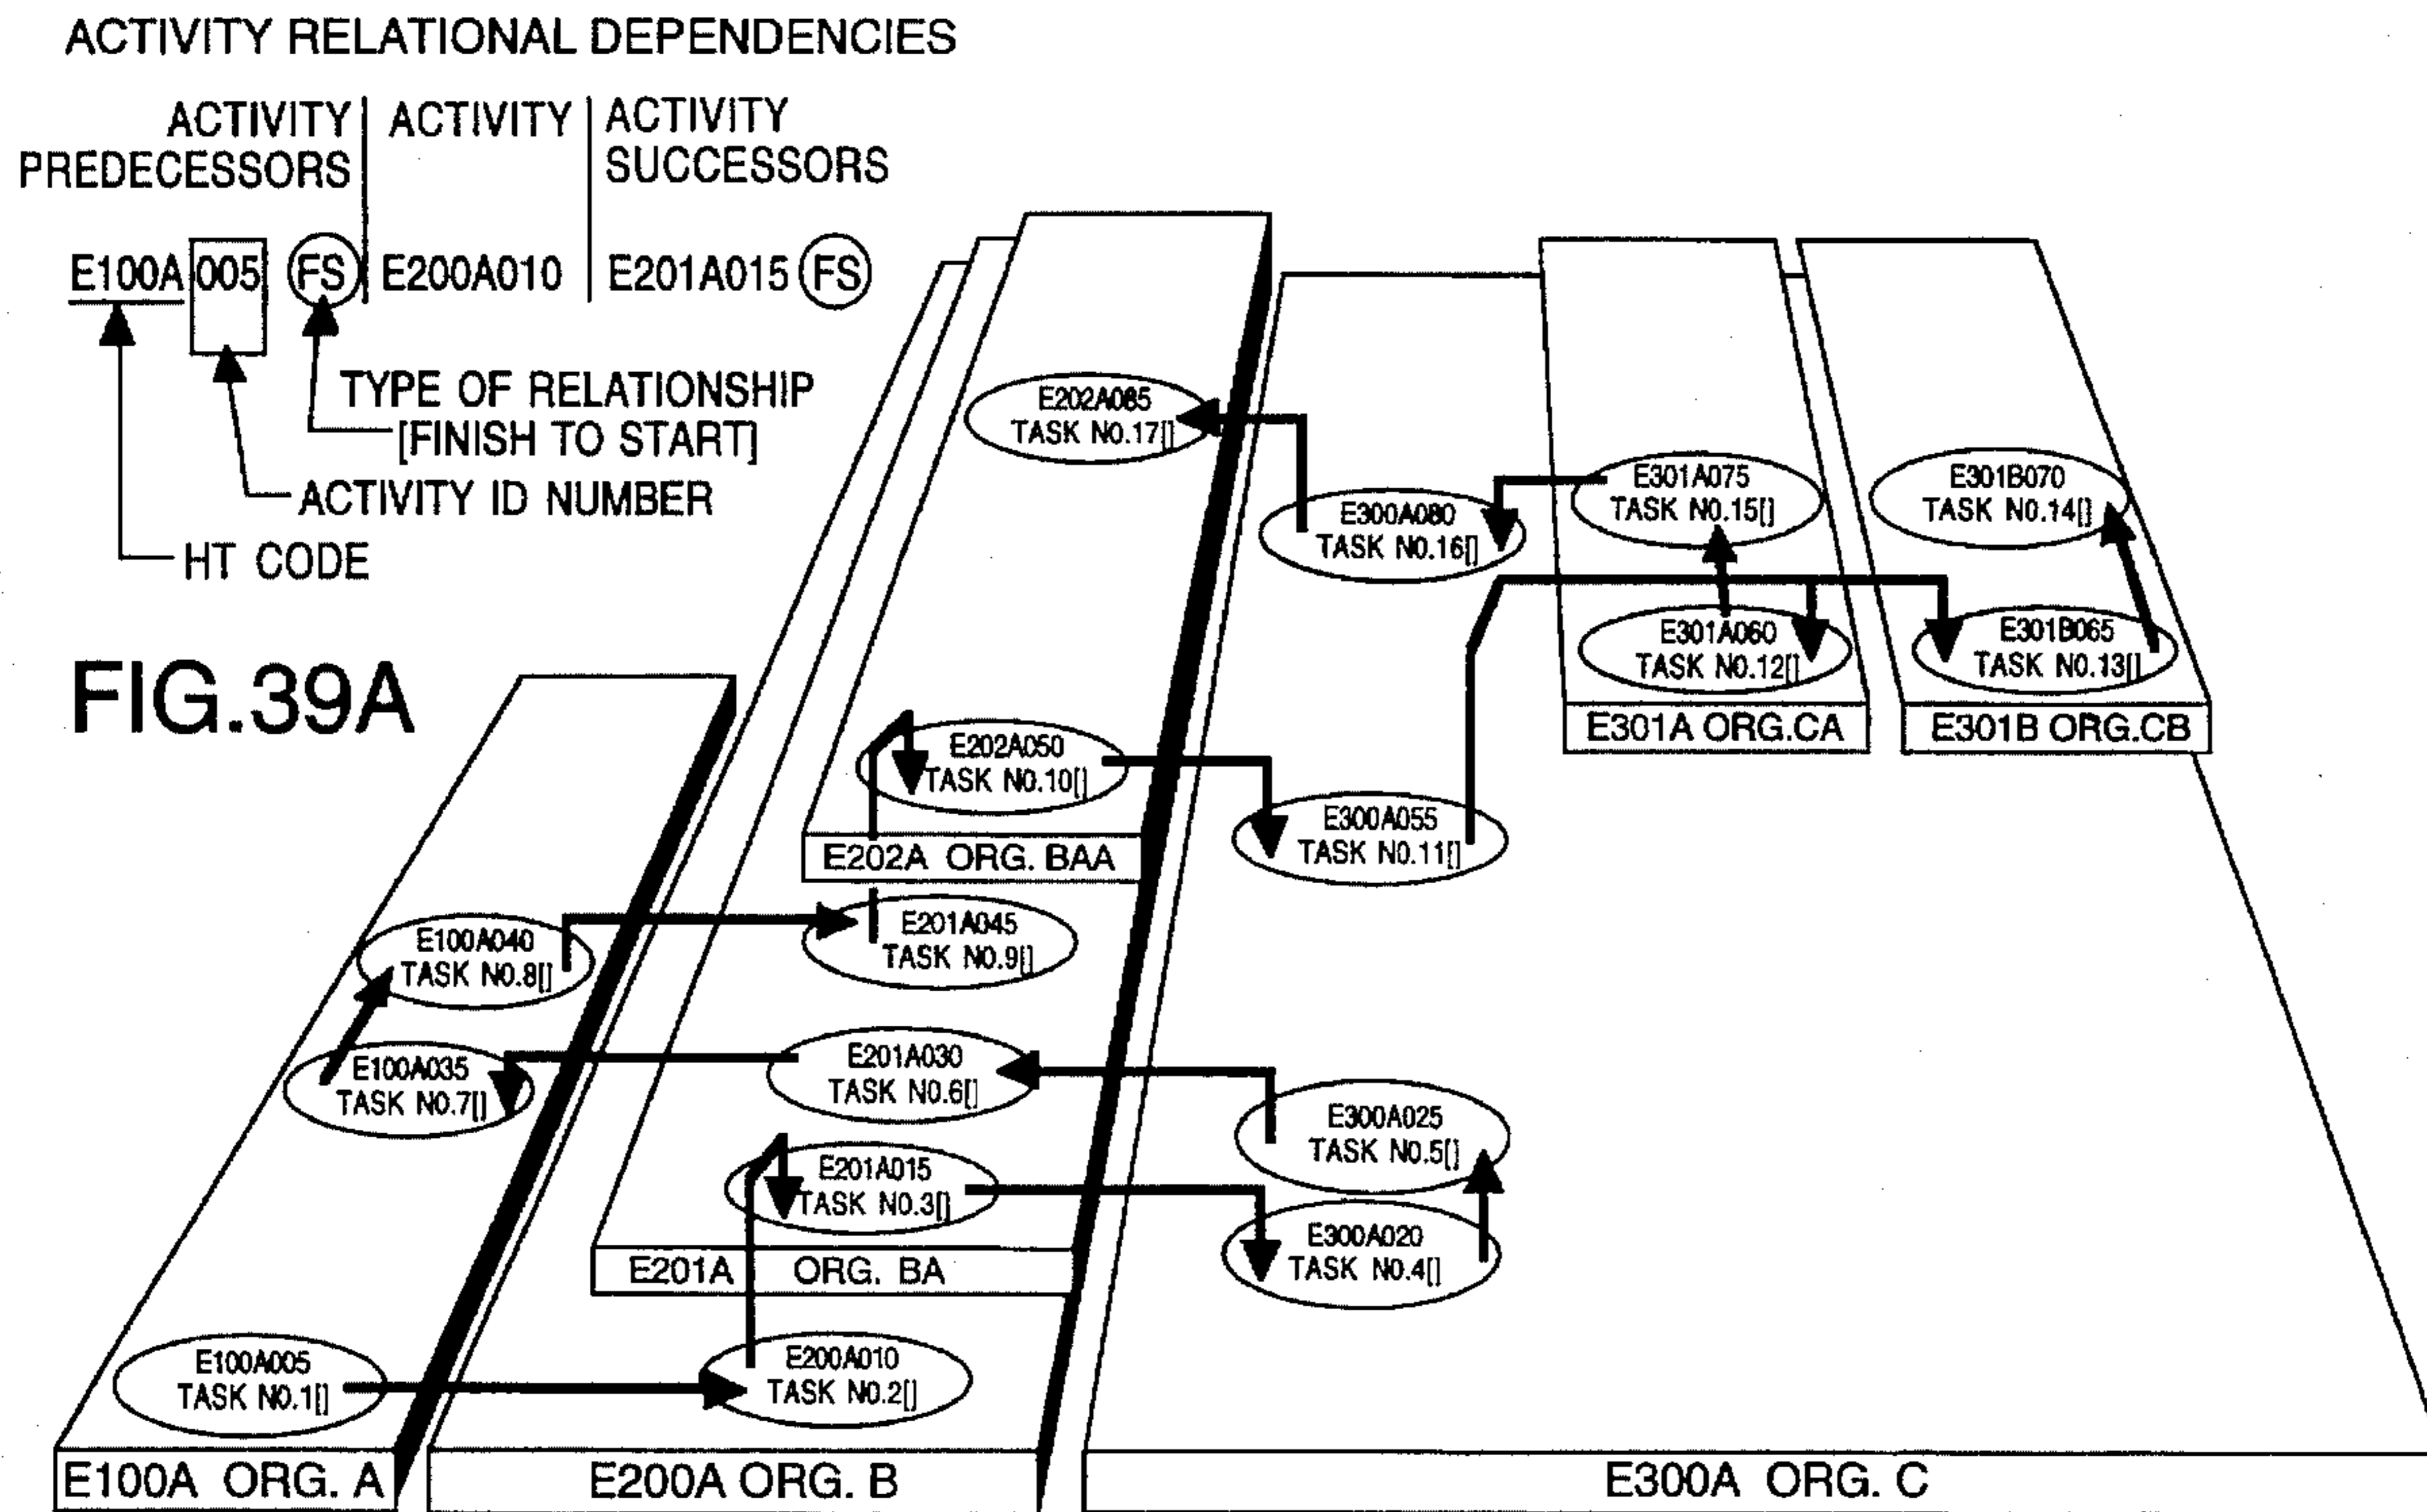 ACTIVITY RELATIONAL DEPENDENCIES
ACTIVITY PREDECESSORS
ACTIVITY
ACTIVITY SUCCESSORS
E100A 005 FS
E200A010
E201A015 FS
TYPE OF RELATIONSHIP
[FINISH TO START]
ACTIVITY ID NUMBER
HT CODE
FIG.39A
E202A085
TASK NO.17[]
E300A080
TASK NO.16[]
E301A075
TASK NO.15[]
E301B070
TASK NO.14[]
E301A060
TASK NO.12[]
E301B065
TASK NO.13[]
E301A ORG.CA
E301B ORG.CB
E202A050
TASK NO.10[]
E300A055
TASK NO.11[]
E202A ORG. BAA
E100A040
TASK NO.8[]
E201A045
TASK NO.9[]
E100A035
TASK NO.7[]
E201A030
TASK NO.6[]
E300A025
TASK NO.5[]
E201A015
TASK NO.3[]
E300A020
TASK NO.4[]
E201A ORG. BA
E100A005
TASK NO.1[]
E200A010
TASK NO.2[]
E100A ORG. A
E200A ORG. B
E300A ORG. C